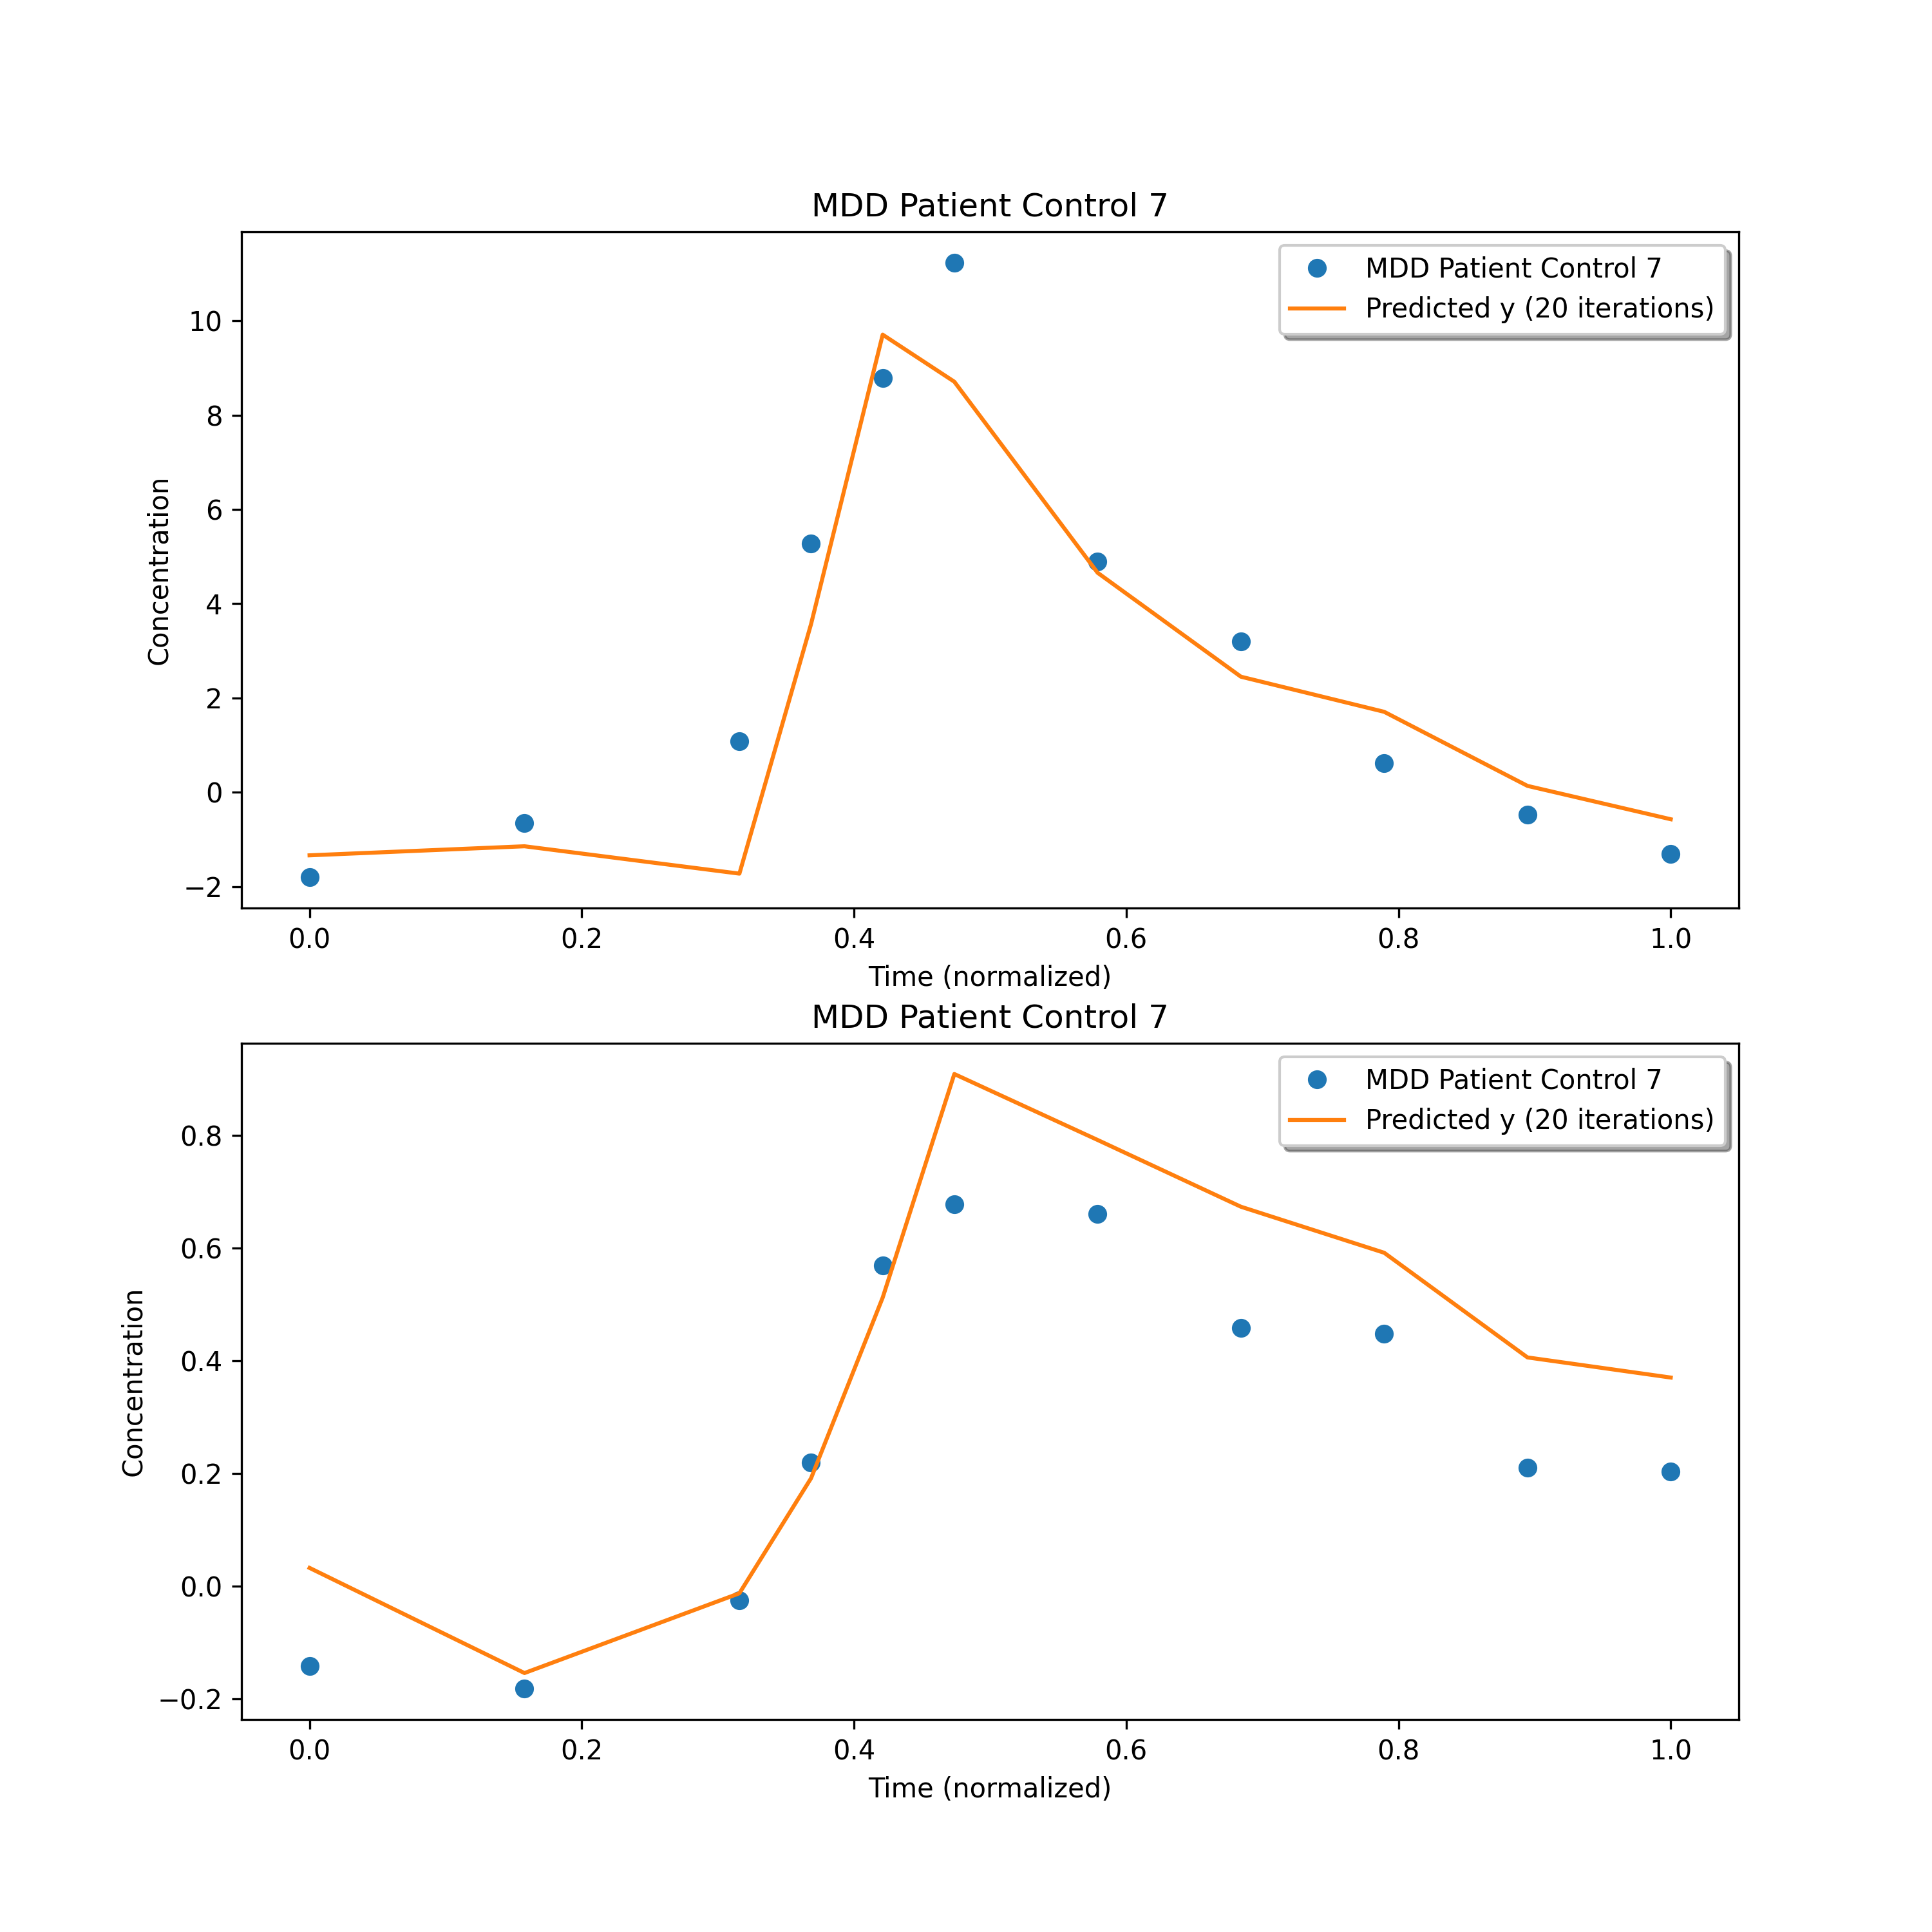 MDD Patient Control 7
MDD Patient Control 7
Predicted y (20 iterations)
10
8
6
4
2
0
−2
Concentration
0.0 0.2 0.4 0.6 0.8 1.0
Time (normalized)
MDD Patient Control 7
MDD Patient Control 7
Predicted y (20 iterations)
0.8
0.6
0.4
0.2
0.0
−0.2
Concentration
0.0 0.2 0.4 0.6 0.8 1.0
Time (normalized)